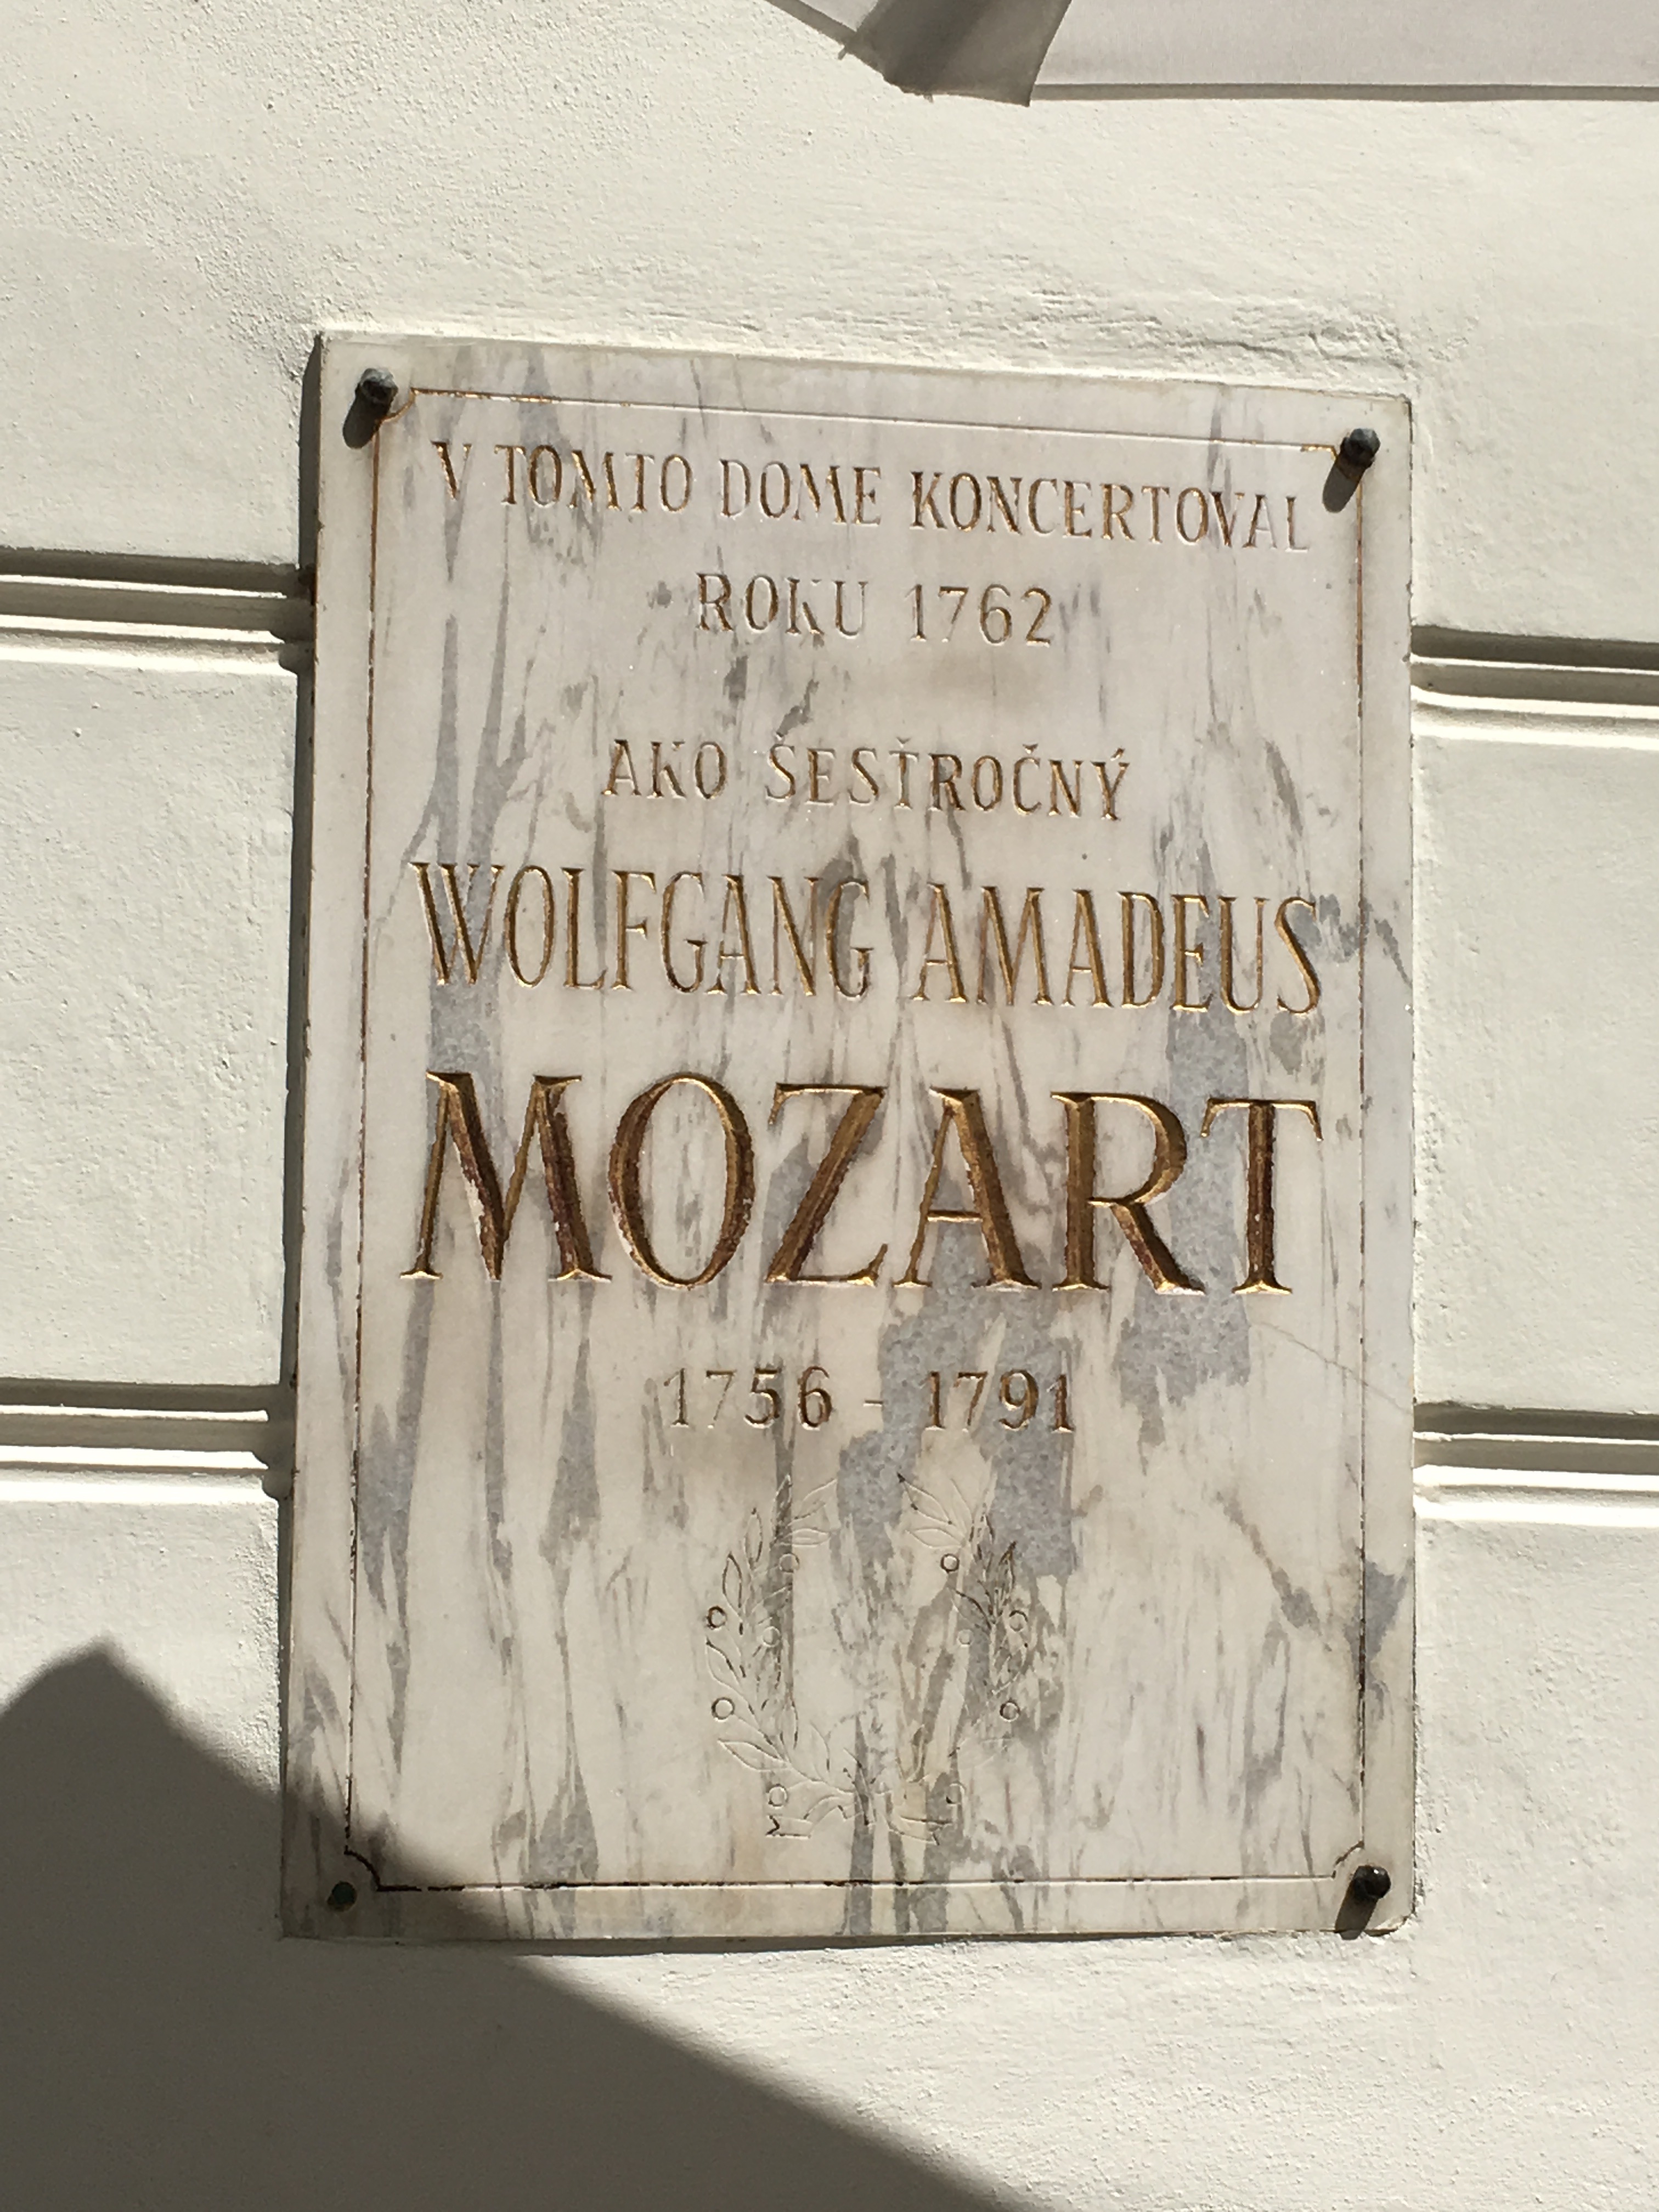 V TOMTO DOME KONCERTOVAL
ROKU 1762
AKO ŠESŤROČNÝ
WOLFGANG AMADEUS
MOZART
1756 - 1791